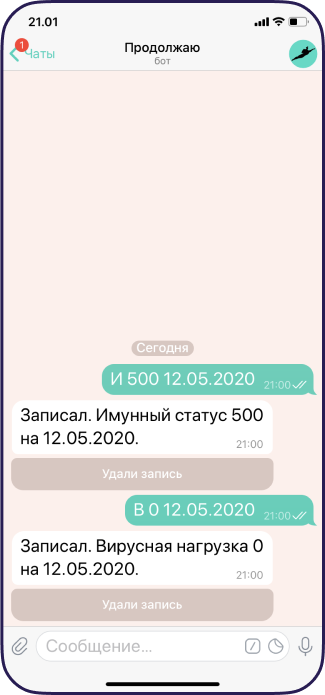 21.01
1
Чаты
Продолжаю
бот
Сегодня
И 500 12.05.2020 21:00
Записал. Имунный статус 500
на 12.05.2020. 21:00
Удали запись
В 0 12.05.2020 21:00
Записал. Вирусная нагрузка 0
на 12.05.2020. 21:00
Удали запись
Сообщение...